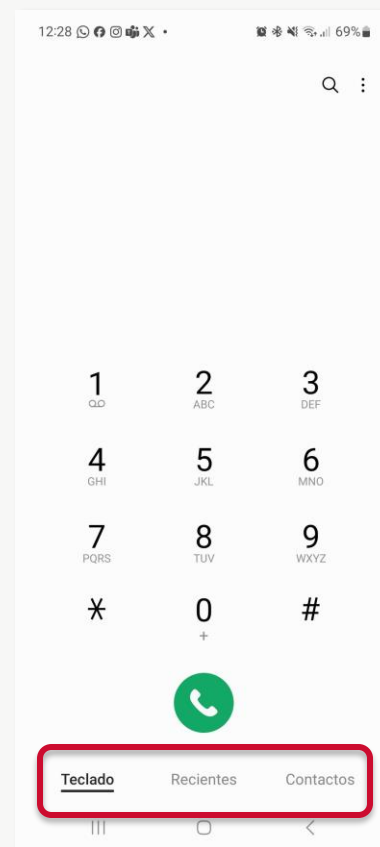 12:28 69%
1 2 3
ABC DEF
4 5 6
GHI JKL MNO
7 8 9
PQRS TUV WXYZ
* 0 #
+
Teclado Recientes Contactos